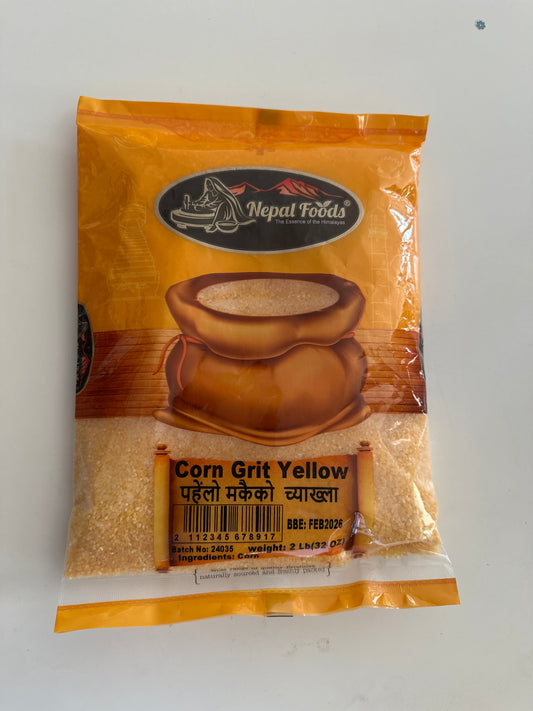 Nepal Foods®
The Essence of the Himalayas
Corn Grit Yellow
पहेंलो मकैको च्याख्ला
BBE: FEB2026
2 112345 678917
Batch No: 24035 weight: 2 Lb(32 OZ)
Ingredients: Corn
naturally sourced and freshly packed